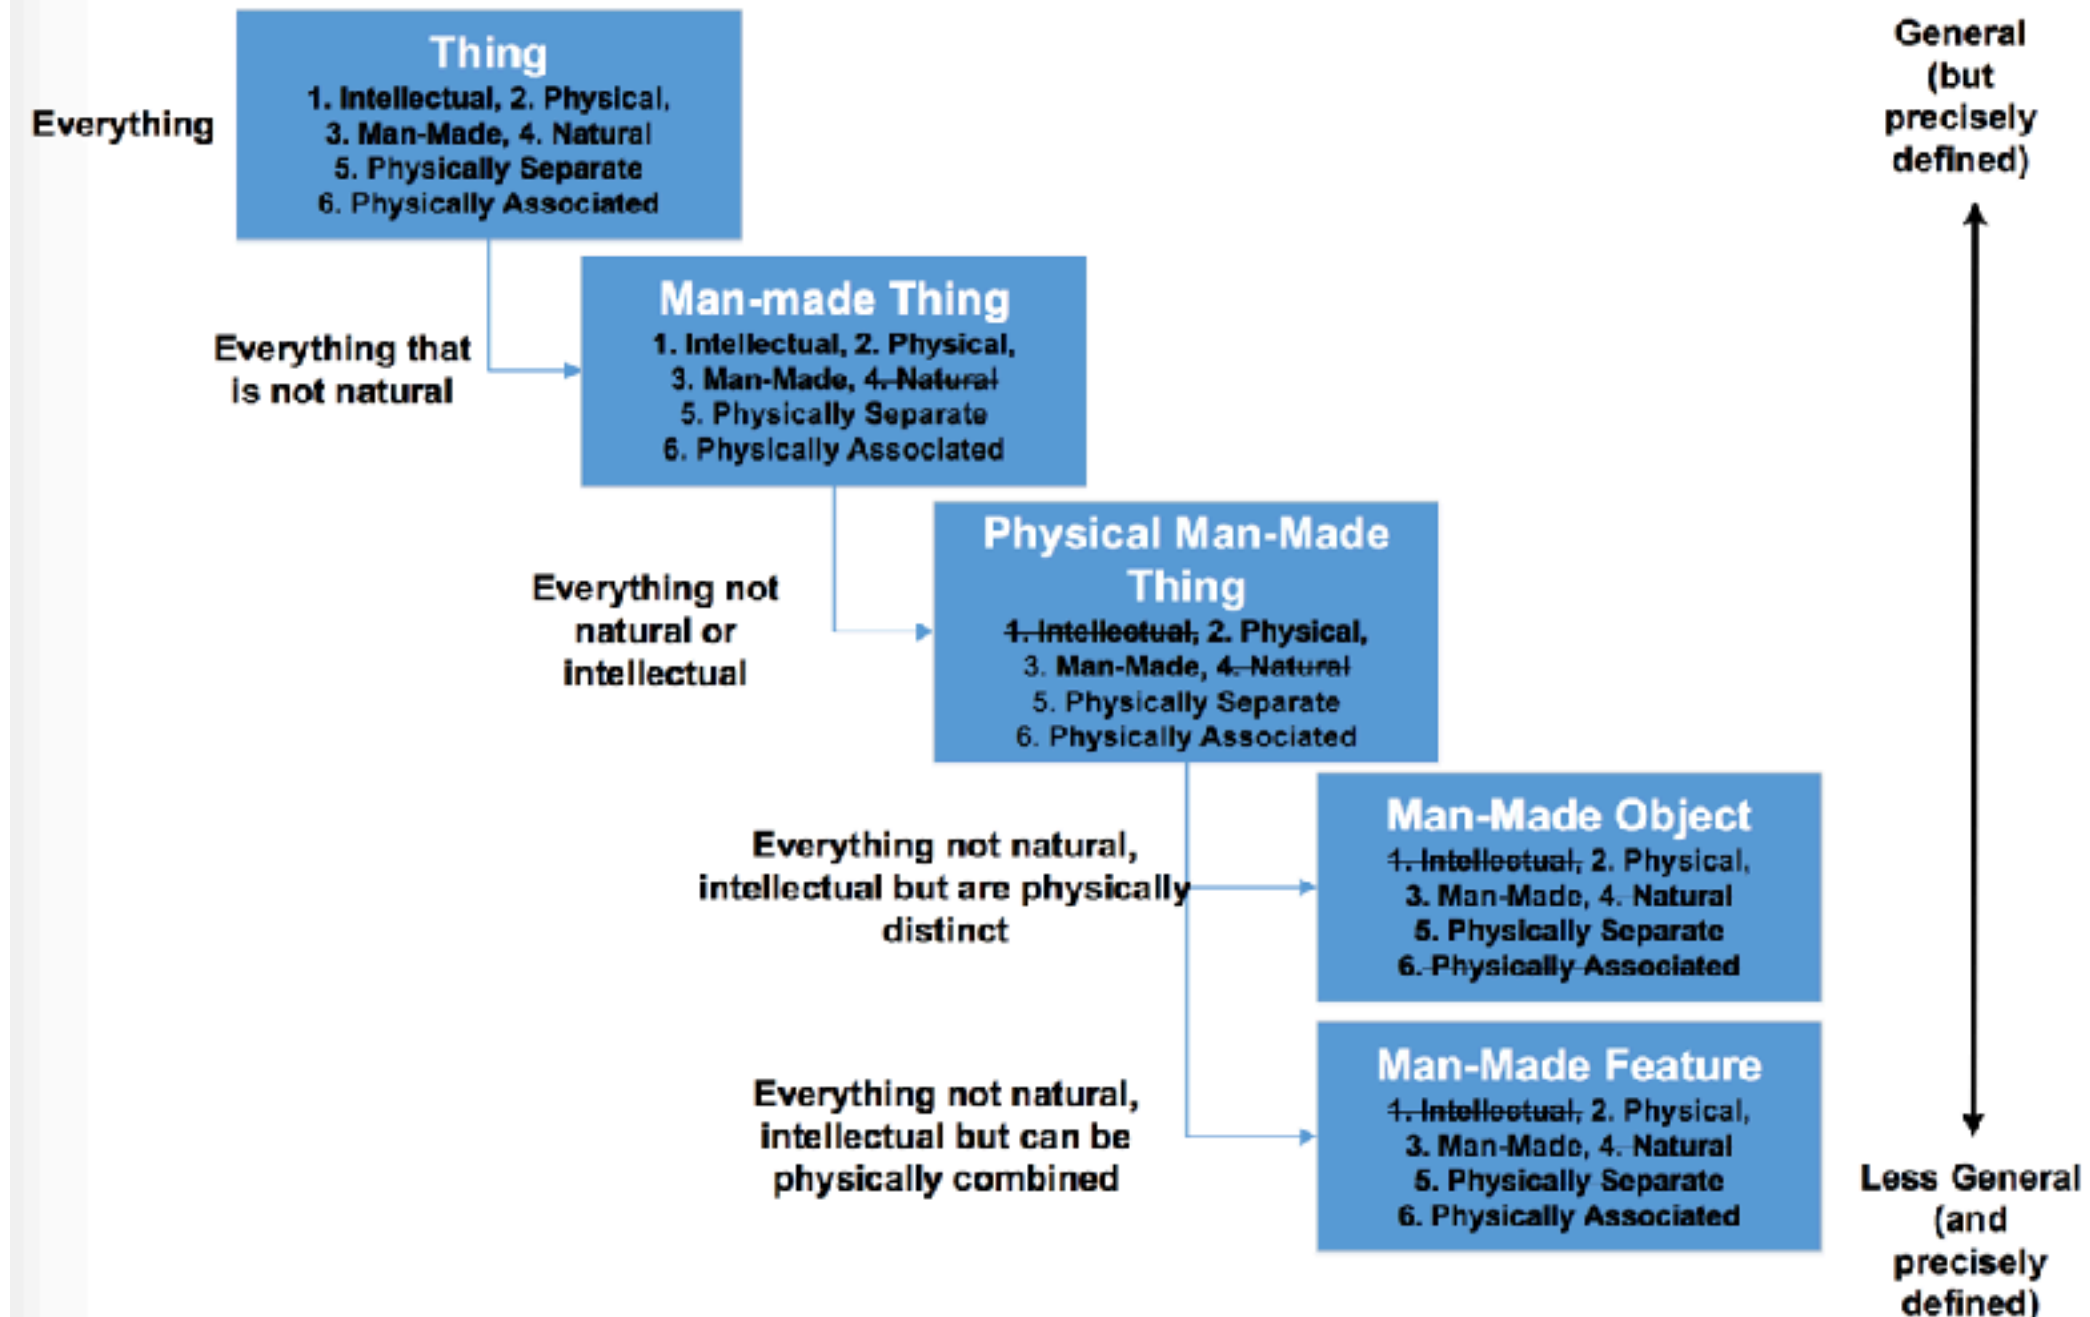 Thing
1. Intellectual, 2. Physical,
3. Man-Made, 4. Natural
5. Physically Separate
6. Physically Associated
Everything
General
(but
precisely
defined)
Man-made Thing
1. Intellectual, 2. Physical,
3. Man-Made, 4. Natural
5. Physically Separate
6. Physically Associated
Everything that
is not natural
Physical Man-Made
Thing
1. Intellectual, 2. Physical,
3. Man-Made, 4. Natural
5. Physically Separate
6. Physically Associated
Everything not
natural or
intellectual
Man-Made Object
1. Intellectual, 2. Physical,
3. Man-Made, 4. Natural
5. Physically Separate
6. Physically Associated
Everything not natural,
intellectual but are physically
distinct
Man-Made Feature
1. Intellectual, 2. Physical,
3. Man-Made, 4. Natural
5. Physically Separate
6. Physically Associated
Everything not natural,
intellectual but can be
physically combined
Less General
(and
precisely
defined)